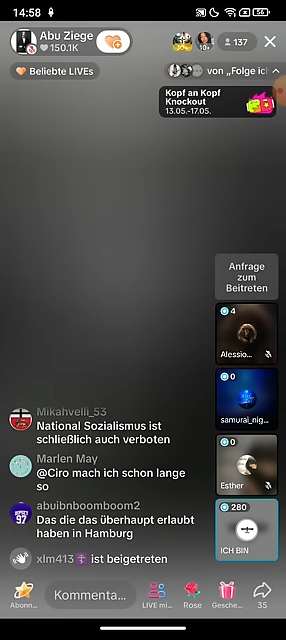 14:58
56
Abu Ziege
150.1K
10+
137
Beliebte LIVEs
von „Folge ich
Kopf an Kopf
Knockout
13.05.-17.05.
Anfrage
zum
Beitreten
4
Alessio...
0
samurai_nig...
0
Esther
280
ICH BIN
Mikahvelli_S3
National Sozialismus ist
schließlich auch verboten
Marlen May
@Ciro mach ich schon lange
so
abuibnboomboom2
Das die das überhaupt erlaubt
haben in Hamburg
xlm413 ist beigetreten
Abonn...
Kommenta...
LIVE mi...
Rose
Gesche...
35